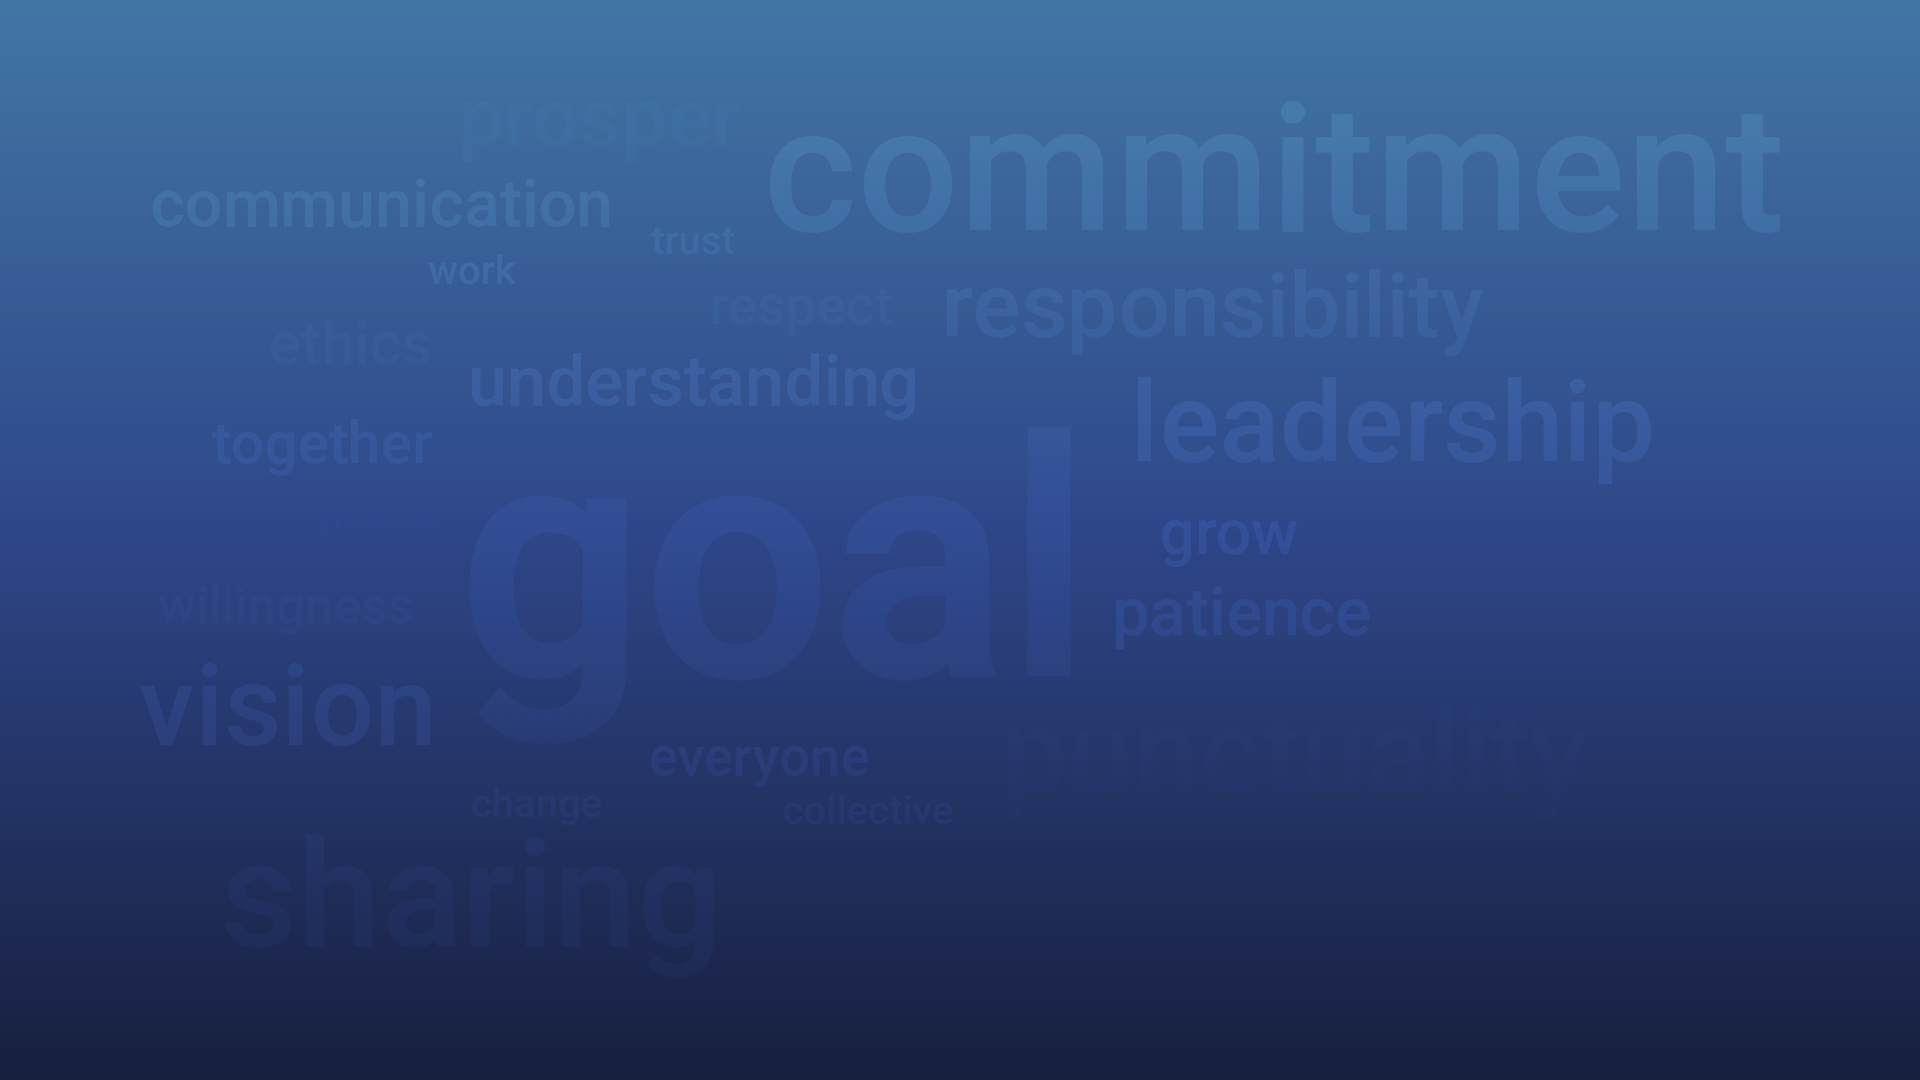 prosper
commitment
communication
trust
work
respect
responsibility
ethics
understanding
leadership
together
goal
grow
willingness
patience
vision
punctuality
everyone
change
collective
sharing